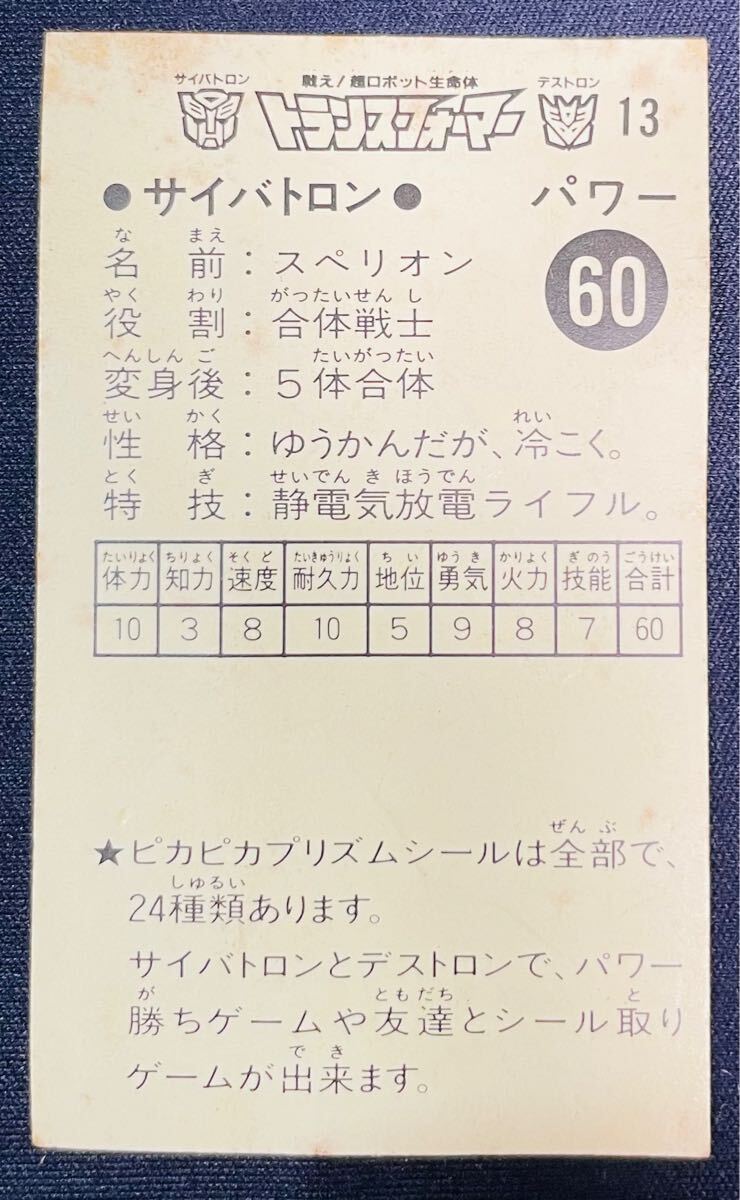 サイバトロン 戦え!超ロボット生命体 デストロン
トランスフォーマー 13
●サイバトロン● パワー
なまえ
名前:スペリオン 60
やくわり がったいせんし
役割:合体戦士
へんしんご たいがったい
変身後:5体合体
せいかく れい
性格:ゆうかんだが、冷こく。
とくぎ せいでんきほうでん
特技:静電気放電ライフル。
たいりょく ちりょく そくど たいきゅうりょく ちい ゆうき かりょく ぎのう ごうけい
体力 知力 速度 耐久力 地位 勇気 火力 技能 合計
10 3 8 10 5 9 8 7 60
ぜんぶ
★ピカピカプリズムシールは全部で、
しゅるい
24種類あります。
サイバトロンとデストロンで、パワー
が ともだち と
勝ちゲームや友達とシール取り
でき
ゲームが出来ます。